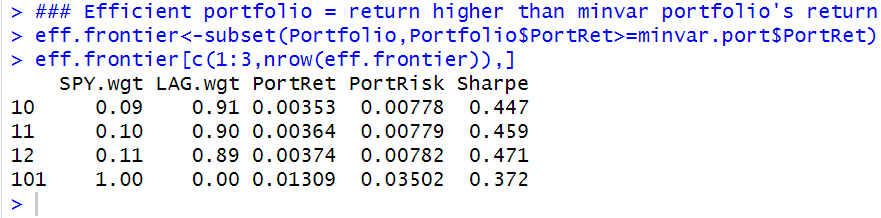 > ### Efficient portfolio = return higher than minvar portfolio's return
> eff.frontier<-subset(Portfolio,Portfolio$PortRet>=minvar.port$PortRet)
> eff.frontier[c(1:3,nrow(eff.frontier)),]
    SPY.wgt LAG.wgt PortRet PortRisk Sharpe
10     0.09    0.91 0.00353  0.00778  0.447
11     0.10    0.90 0.00364  0.00779  0.459
12     0.11    0.89 0.00374  0.00782  0.471
101    1.00    0.00 0.01309  0.03502  0.372
>